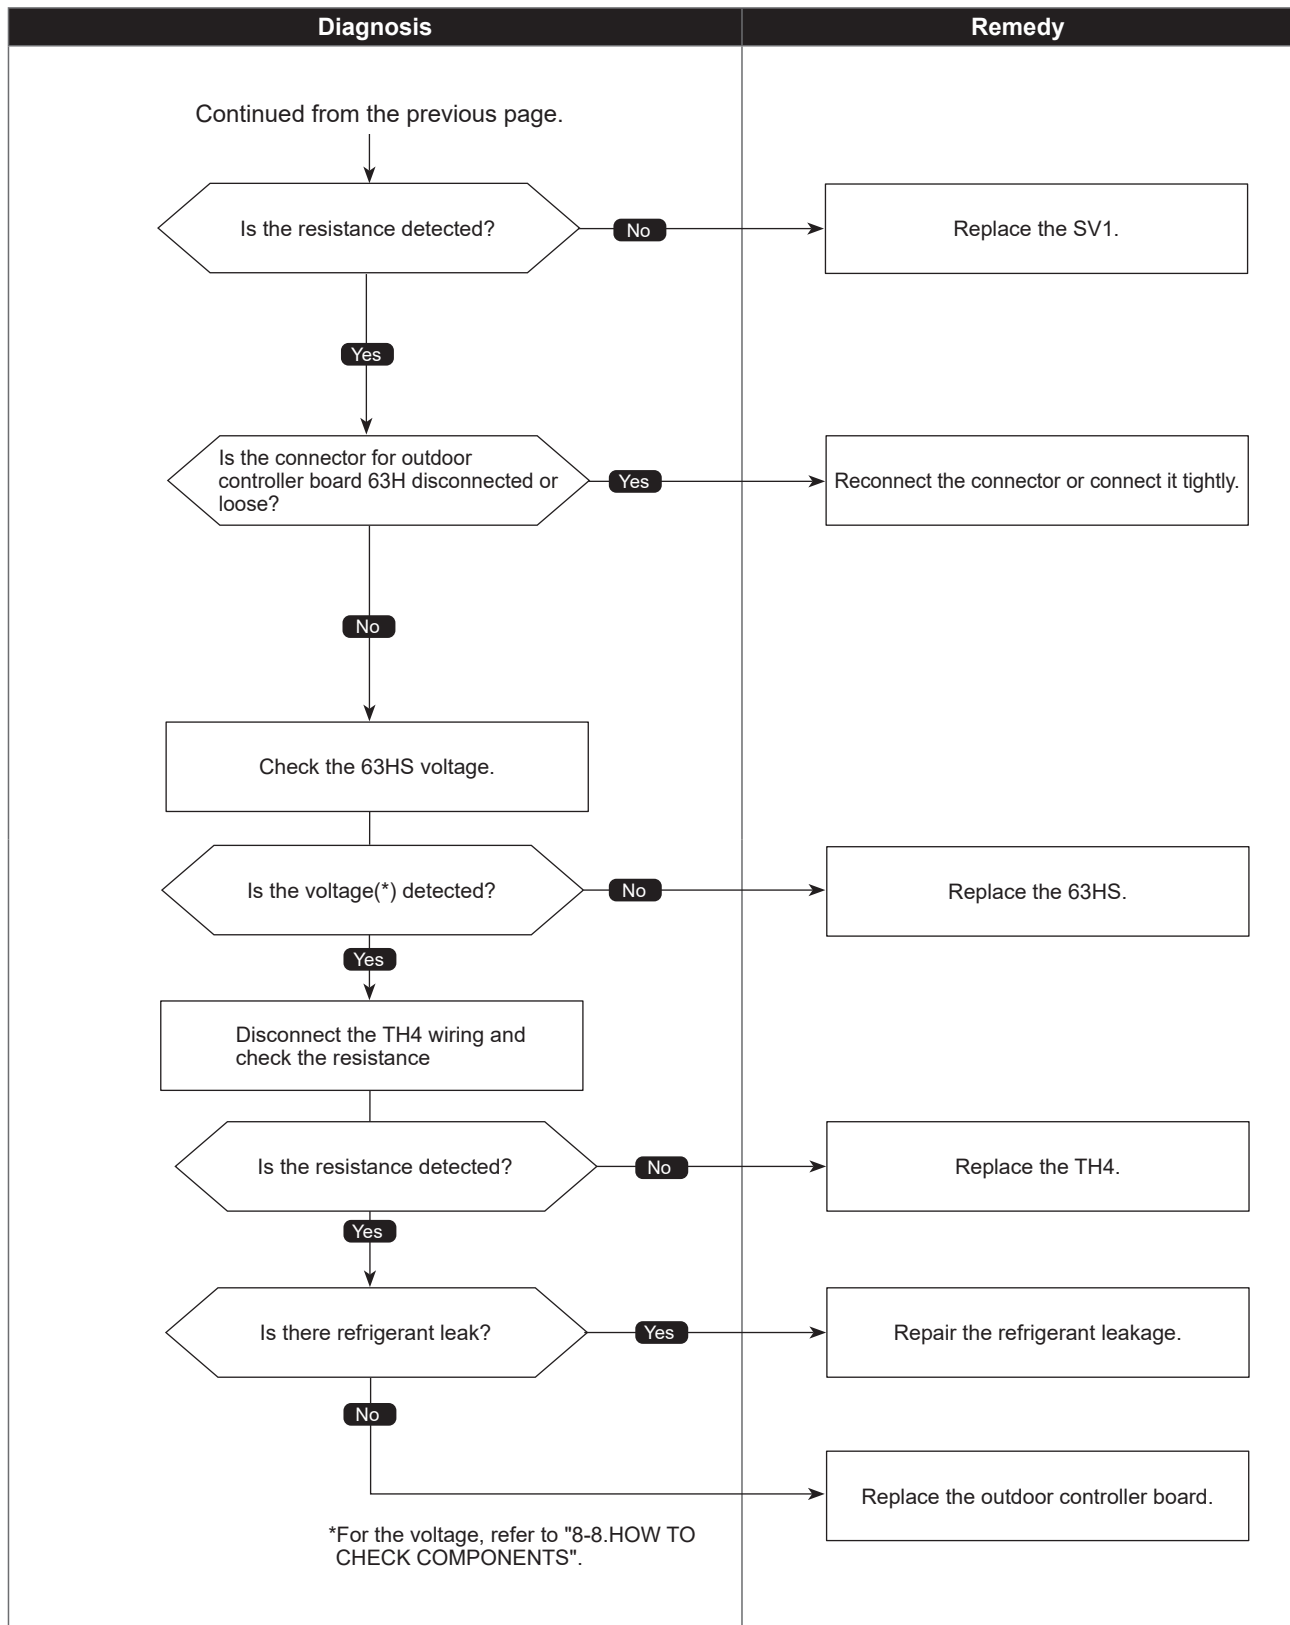 Diagnosis
Remedy
Continued from the previous page.
Is the resistance detected?
No
Replace the SV1.
Yes
Is the connector for outdoor
controller board 63H disconnected or
loose?
Yes
Reconnect the connector or connect it tightly.
No
Check the 63HS voltage.
Is the voltage(*) detected?
No
Replace the 63HS.
Yes
Disconnect the TH4 wiring and
check the resistance
Is the resistance detected?
No
Replace the TH4.
Yes
Is there refrigerant leak?
Yes
Repair the refrigerant leakage.
No
Replace the outdoor controller board.
*For the voltage, refer to "8-8.HOW TO
CHECK COMPONENTS".